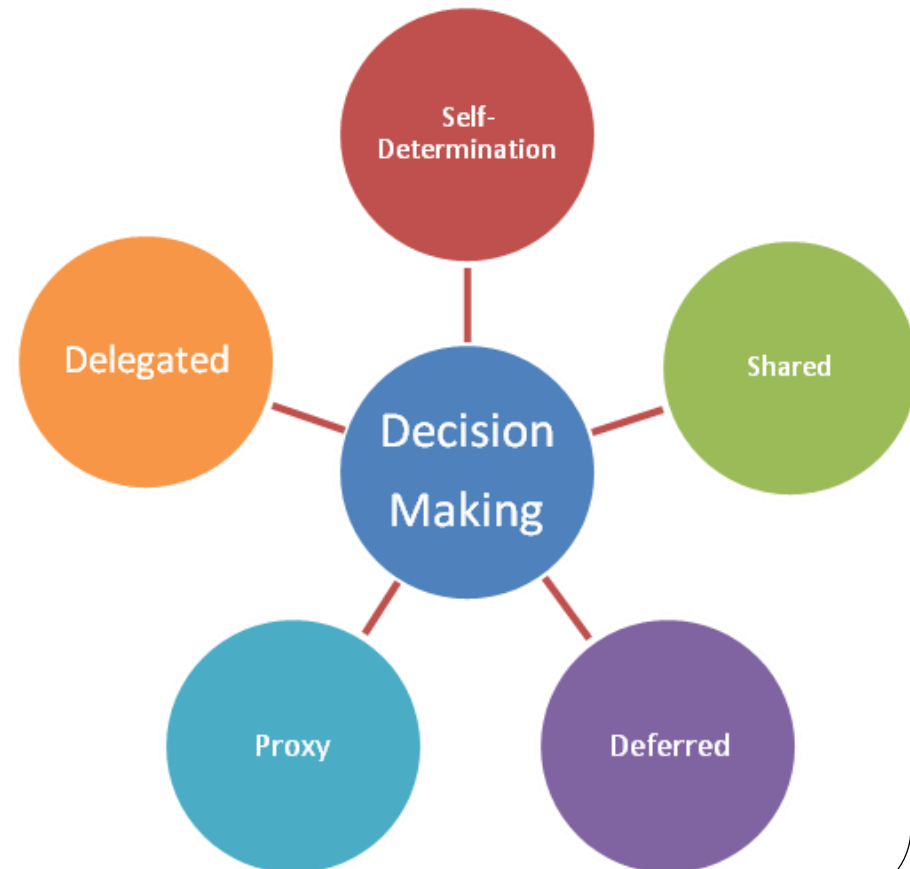 Self-
Determination
Delegated
Shared
Decision
Making
Proxy
Deferred